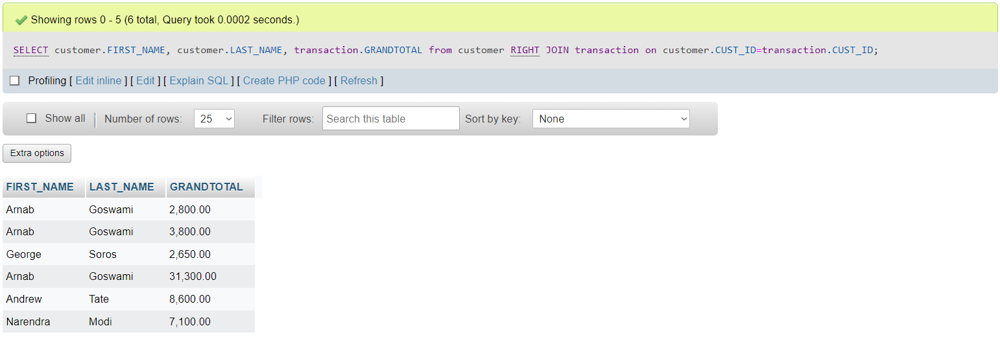 Showing rows 0 - 5 (6 total, Query took 0.0002 seconds.)
SELECT customer.FIRST_NAME, customer.LAST_NAME, transaction.GRANDTOTAL from customer RIGHT JOIN transaction on customer.CUST_ID=transaction.CUST_ID;
Profiling [ Edit inline ] [ Edit ] [ Explain SQL ] [ Create PHP code ] [ Refresh ]
Show all Number of rows: 25 Filter rows: Search this table Sort by key: None
Extra options
FIRST_NAME LAST_NAME GRANDTOTAL
Arnab Goswami 2,800.00
Arnab Goswami 3,800.00
George Soros 2,650.00
Arnab Goswami 31,300.00
Andrew Tate 8,600.00
Narendra Modi 7,100.00